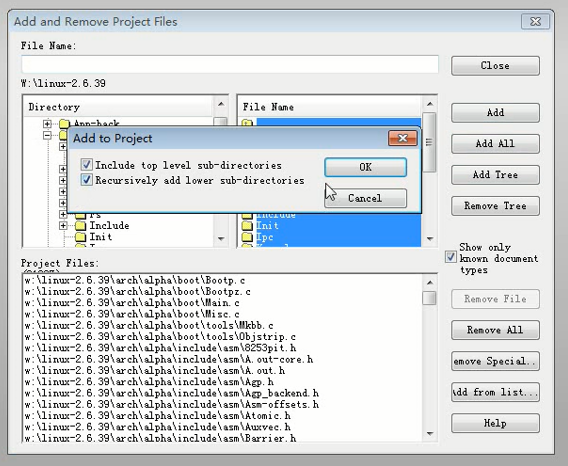 Add and Remove Project Files
File Name:
Close
W:\linux-2.6.39
Directory
File Name
Add
Add to Project
Include top level sub-directories
Recursively add lower sub-directories
OK
Cancel
Add All
Add Tree
Remove Tree
Include
Init
Include
Init
Ipc
Show only
known document
types
Project Files:
w:\linux-2.6.39\arch\alpha\boot\Bootp.c
w:\linux-2.6.39\arch\alpha\boot\Bootpz.c
w:\linux-2.6.39\arch\alpha\boot\Main.c
w:\linux-2.6.39\arch\alpha\boot\Misc.c
w:\linux-2.6.39\arch\alpha\boot\tools\Mkbb.c
w:\linux-2.6.39\arch\alpha\boot\tools\Objstrip.c
w:\linux-2.6.39\arch\alpha\include\asm\8253pit.h
w:\linux-2.6.39\arch\alpha\include\asm\A.out-core.h
w:\linux-2.6.39\arch\alpha\include\asm\A.out.h
w:\linux-2.6.39\arch\alpha\include\asm\Agp.h
w:\linux-2.6.39\arch\alpha\include\asm\Agp_backend.h
w:\linux-2.6.39\arch\alpha\include\asm\Asm-offsets.h
w:\linux-2.6.39\arch\alpha\include\asm\Atomic.h
w:\linux-2.6.39\arch\alpha\include\asm\Auxvec.h
w:\linux-2.6.39\arch\alpha\include\asm\Barrier.h
Remove File
Remove All
emove Special..
dd from list...
Help